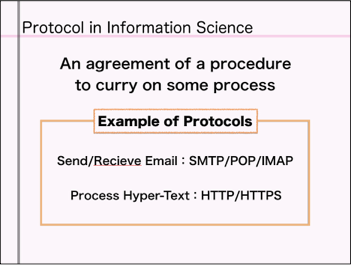 Protocol in Information Science
An agreement of a procedure
to curry on some process
Example of Protocols
Send/Recieve Email：SMTP/POP/IMAP
Process Hyper-Text：HTTP/HTTPS